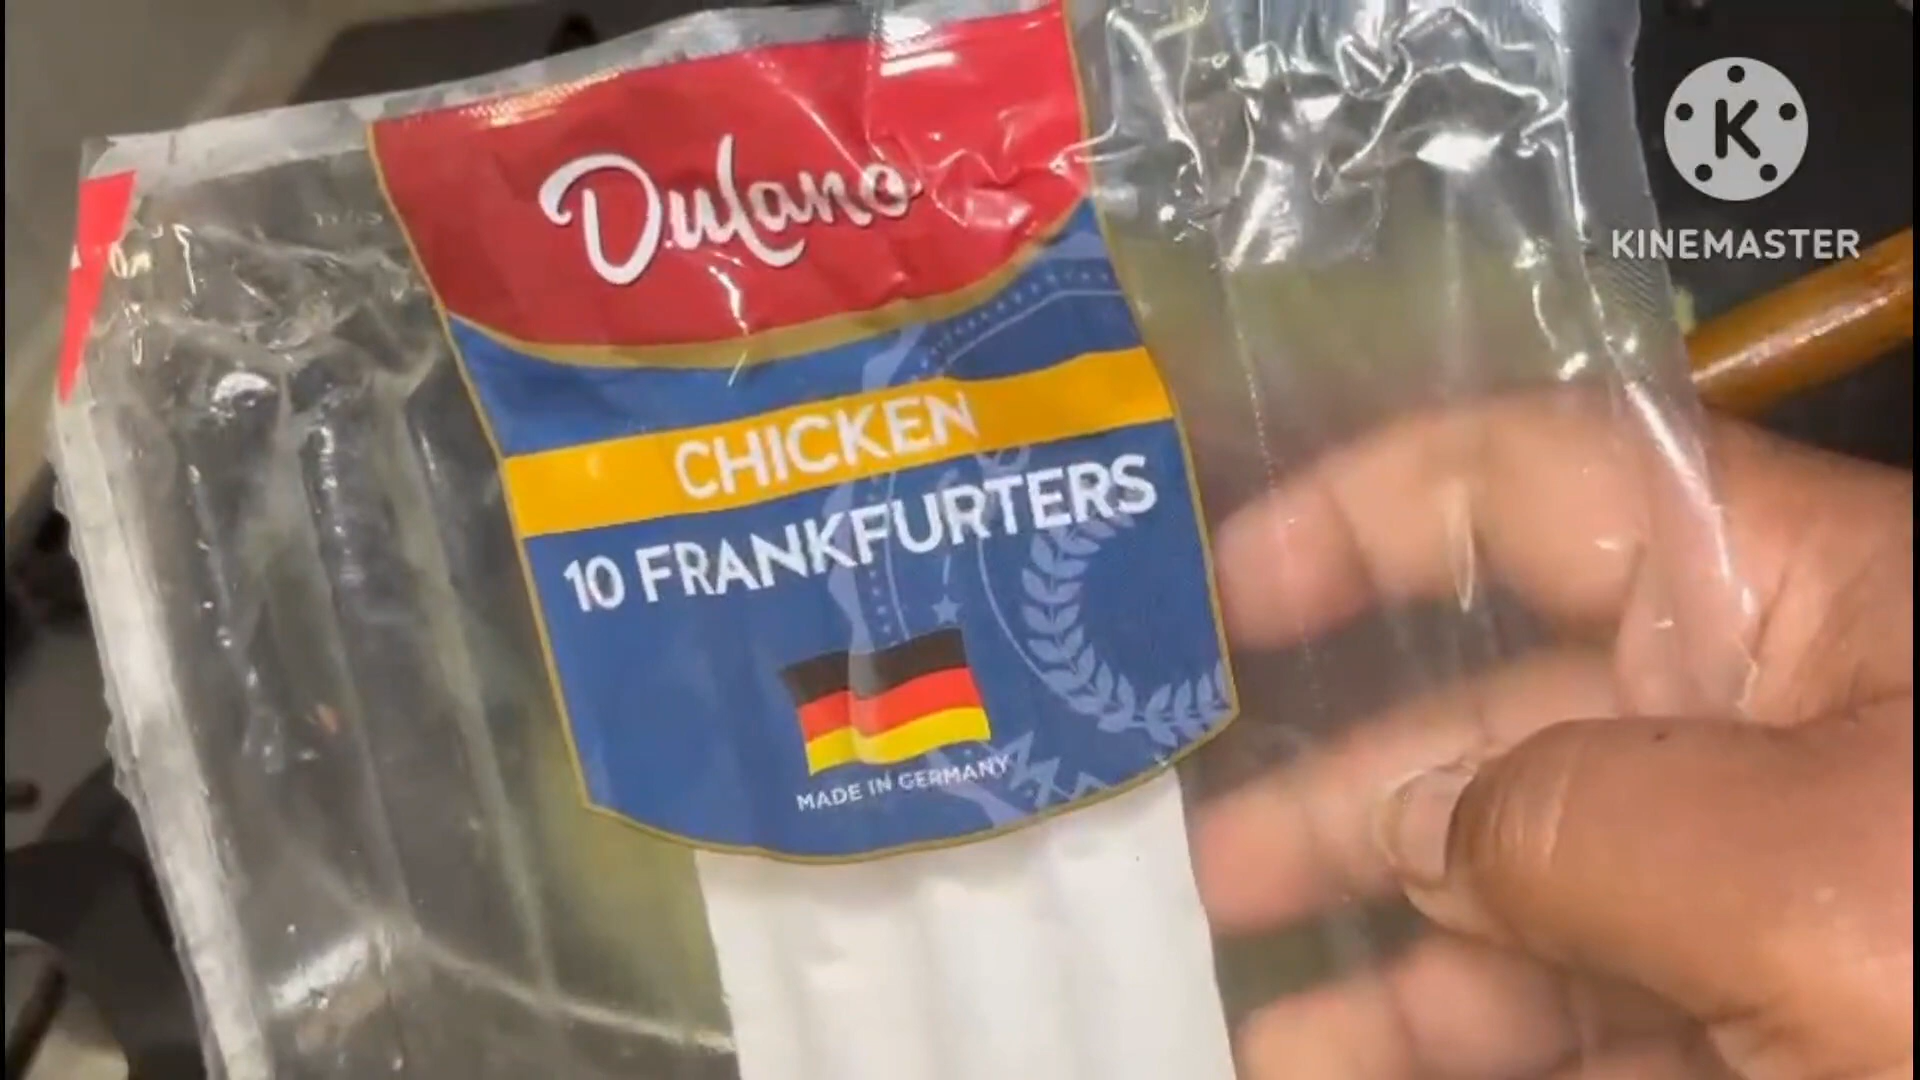 Dulano
CHICKEN
10 FRANKFURTERS
MADE IN GERMANY
K
KINEMASTER